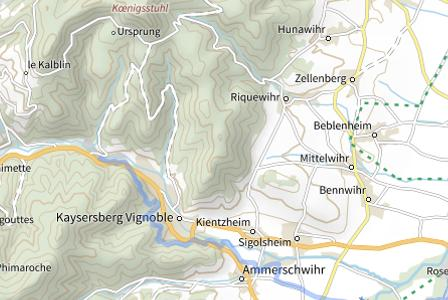 Kœnigsstuhl
Ursprung
Hunawihr
le Kalblin
Zellenberg
Riquewihr
Beblenheim
Mittelwihr
Bennwihr
Kaysersberg Vignoble
Kientzheim
Sigolsheim
Ammerschwihr